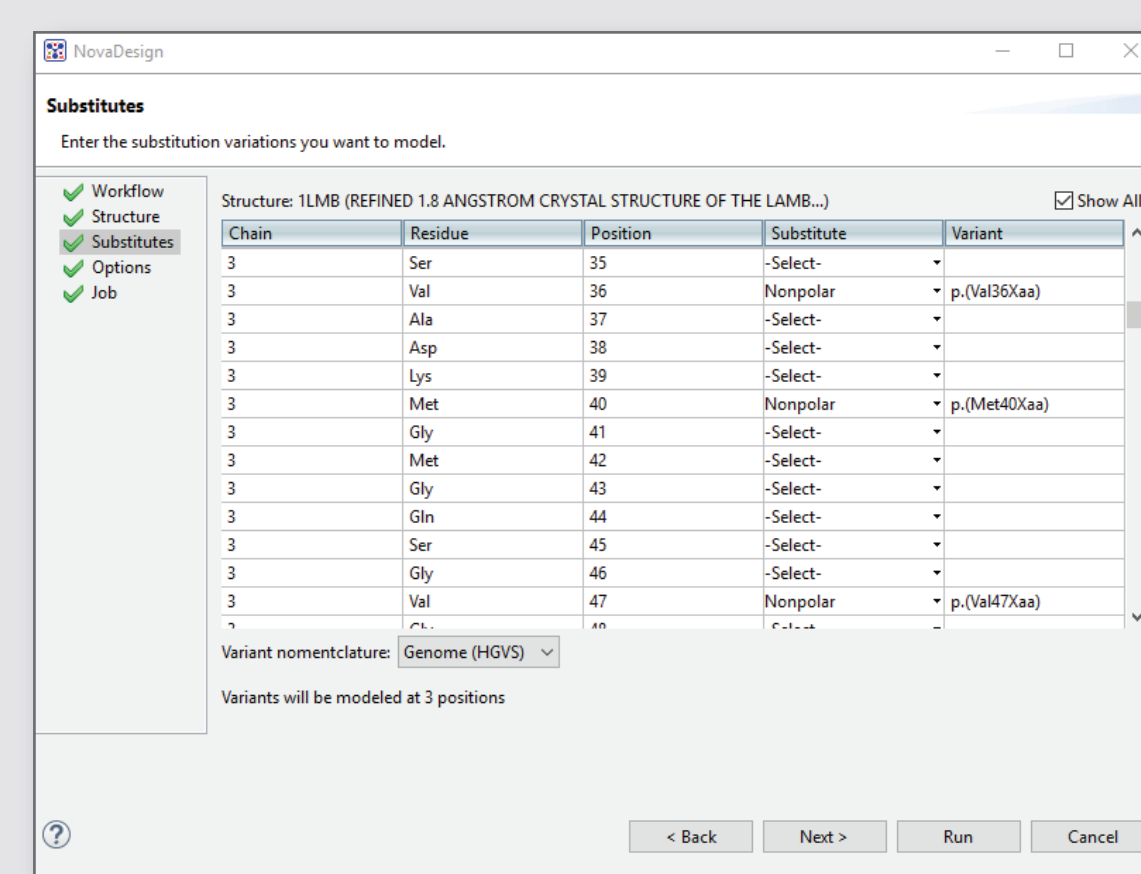 NovaDesign
Substitutes
Enter the substitution variations you want to model.
Workflow
Structure
Substitutes
Options
Job
Structure: 1LMB (REFINED 1.8 ANGSTROM CRYSTAL STRUCTURE OF THE LAMB...)
Show All
Chain Residue Position Substitute Variant
3 Ser 35 -Select-
3 Val 36 Nonpolar p.(Val36Xaa)
3 Ala 37 -Select-
3 Asp 38 -Select-
3 Lys 39 -Select-
3 Met 40 Nonpolar p.(Met40Xaa)
3 Gly 41 -Select-
3 Met 42 -Select-
3 Gly 43 -Select-
3 Gln 44 -Select-
3 Ser 45 -Select-
3 Gly 46 -Select-
3 Val 47 Nonpolar p.(Val47Xaa)
Variant nomentclature: Genome (HGVS)
Variants will be modeled at 3 positions
?
< Back Next > Run Cancel